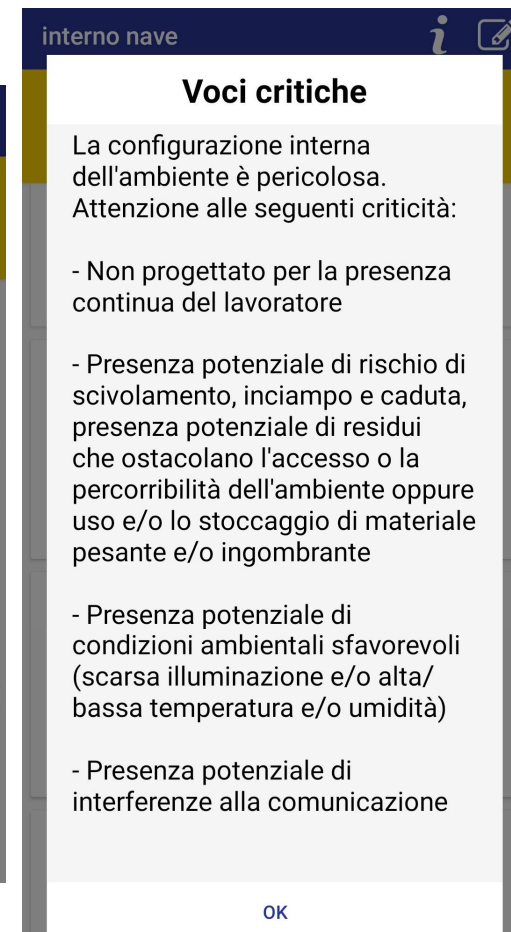 interno nave
Voci critiche
La configurazione interna
dell'ambiente è pericolosa.
Attenzione alle seguenti criticità:
- Non progettato per la presenza
continua del lavoratore
- Presenza potenziale di rischio di
scivolamento, inciampo e caduta,
presenza potenziale di residui
che ostacolano l'accesso o la
percorribilità dell'ambiente oppure
uso e/o lo stoccaggio di materiale
pesante e/o ingombrante
- Presenza potenziale di
condizioni ambientali sfavorevoli
(scarsa illuminazione e/o alta/
bassa temperatura e/o umidità)
- Presenza potenziale di
interferenze alla comunicazione
OK